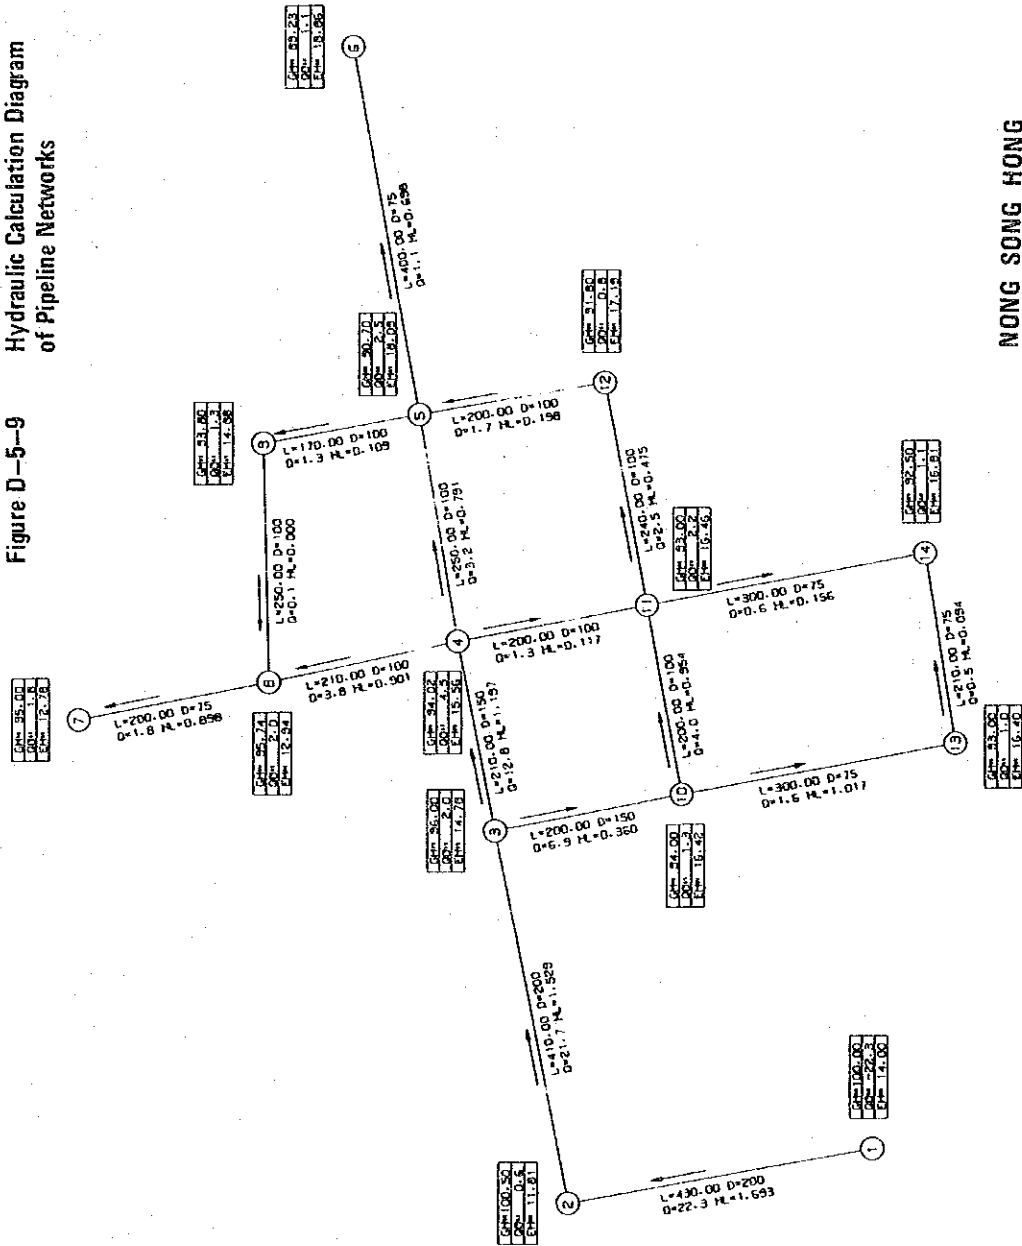 Figure D-5-9 Hydraulic Calculation Diagram
of Pipeline Networks
GH= 89.23
QD= 1.1
EH= 18.86
6
L=400.00 D=75
Q=1.1 HL=0.698
GH= 90.70
QD= 2.5
EH= 18.09
5
GH= 93.80
QD= 1.3
EH= 14.88
9
L=170.00 D=100
Q=1.3 HL=0.109
L=200.00 D=100
Q=1.7 HL=0.198
GH= 91.80
QD= 0.8
EH= 17.19
12
L=250.00 D=100
Q=0.1 HL=0.000
L=250.00 D=100
Q=3.2 HL=0.791
L=240.00 D=100
Q=2.5 HL=0.475
GH= 95.00
QD= 1.8
EH= 12.78
7
L=200.00 D=75
Q=1.8 HL=0.898
8
GH= 95.74
QD= 2.0
EH= 12.94
L=210.00 D=100
Q=3.8 HL=0.901
4
GH= 94.02
QD= 4.5
EH= 15.56
L=200.00 D=100
Q=1.3 HL=0.117
11
GH= 93.00
QD= 2.2
EH= 16.46
L=300.00 D=75
Q=0.6 HL=0.156
GH= 92.50
QD= 1.1
EH= 16.81
14
L=210.00 D=150
Q=12.8 HL=1.197
GH= 96.00
QD= 2.0
EH= 14.78
3
L=200.00 D=150
Q=6.9 HL=0.360
L=200.00 D=100
Q=4.0 HL=0.954
10
GH= 94.00
QD= 1.3
EH= 16.42
L=300.00 D=75
Q=1.6 HL=1.017
L=210.00 D=75
Q=0.5 HL=0.094
13
GH= 93.00
QD= 1.0
EH= 16.40
L=410.00 D=200
Q=21.7 HL=1.529
GH=100.50
QD= 0.6
EH= 11.81
2
L=430.00 D=200
Q=22.3 HL=1.693
1
GH=100.00
QD= -22.3
EH= 14.00
NONG SONG HONG